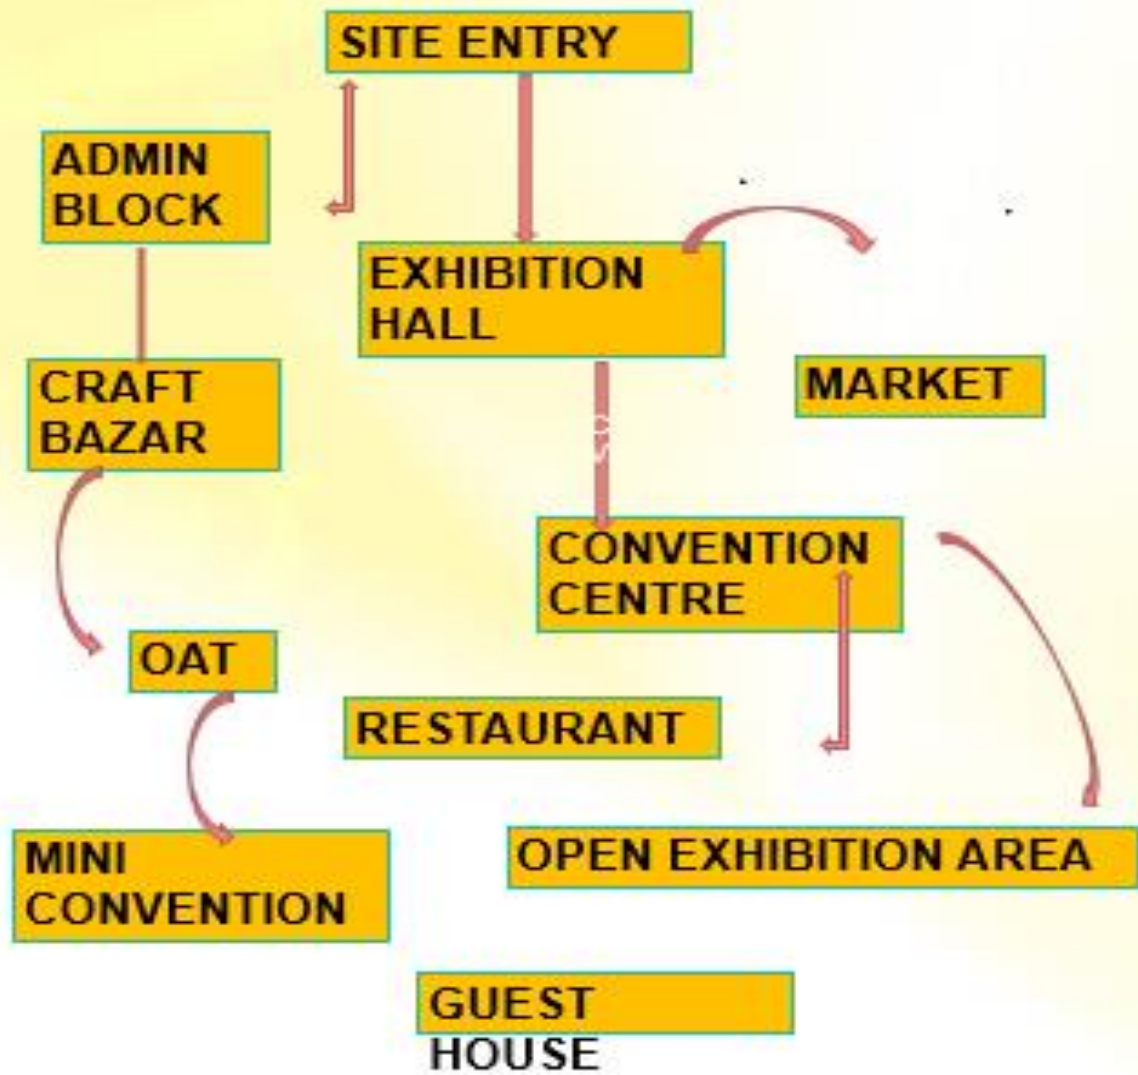 SITE ENTRY
ADMIN
BLOCK
EXHIBITION
HALL
CRAFT
BAZAR
MARKET
CONVENTION
CENTRE
OAT
RESTAURANT
MINI
CONVENTION
OPEN EXHIBITION AREA
GUEST
HOUSE